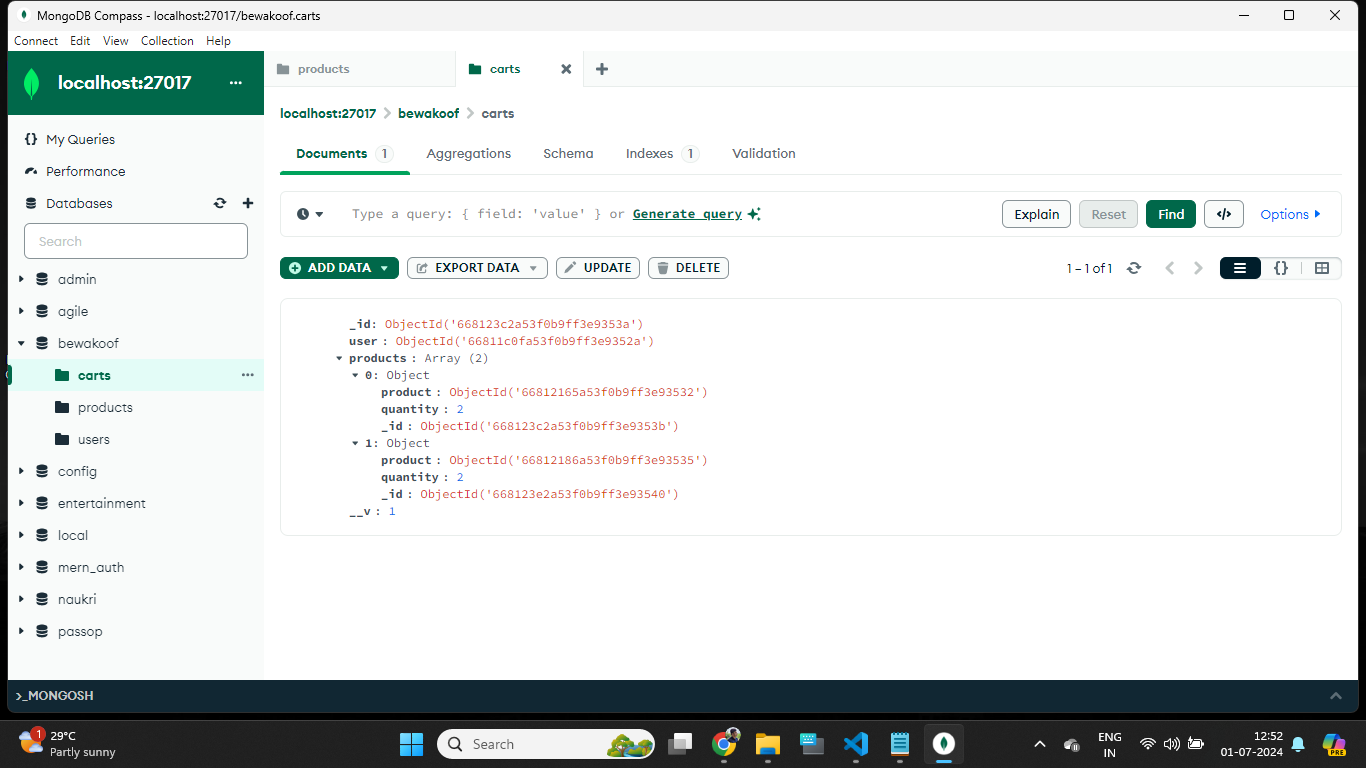 MongoDB Compass - localhost:27017/bewakoof.carts
Connect Edit View Collection Help
localhost:27017 ...
products
carts
localhost:27017 > bewakoof > carts
My Queries
Performance
Databases
Search
admin
agile
bewakoof
carts ...
products
users
config
entertainment
local
mern_auth
naukri
passop
Documents 1 Aggregations Schema Indexes 1 Validation
Type a query: { field: 'value' } or Generate query
Explain Reset Find </> Options
ADD DATA EXPORT DATA UPDATE DELETE
1 – 1 of 1 {}
_id: ObjectId('668123c2a53f0b9ff3e9353a')
user : ObjectId('66811c0fa53f0b9ff3e9352a')
products : Array (2)
0: Object
product : ObjectId('66812165a53f0b9ff3e93532')
quantity : 2
_id : ObjectId('668123c2a53f0b9ff3e9353b')
1: Object
product : ObjectId('66812186a53f0b9ff3e93535')
quantity : 2
_id : ObjectId('668123e2a53f0b9ff3e93540')
__v : 1
>_MONGOSH
1
29°C
Partly sunny
Search
ENG
IN
12:52
01-07-2024
PRE